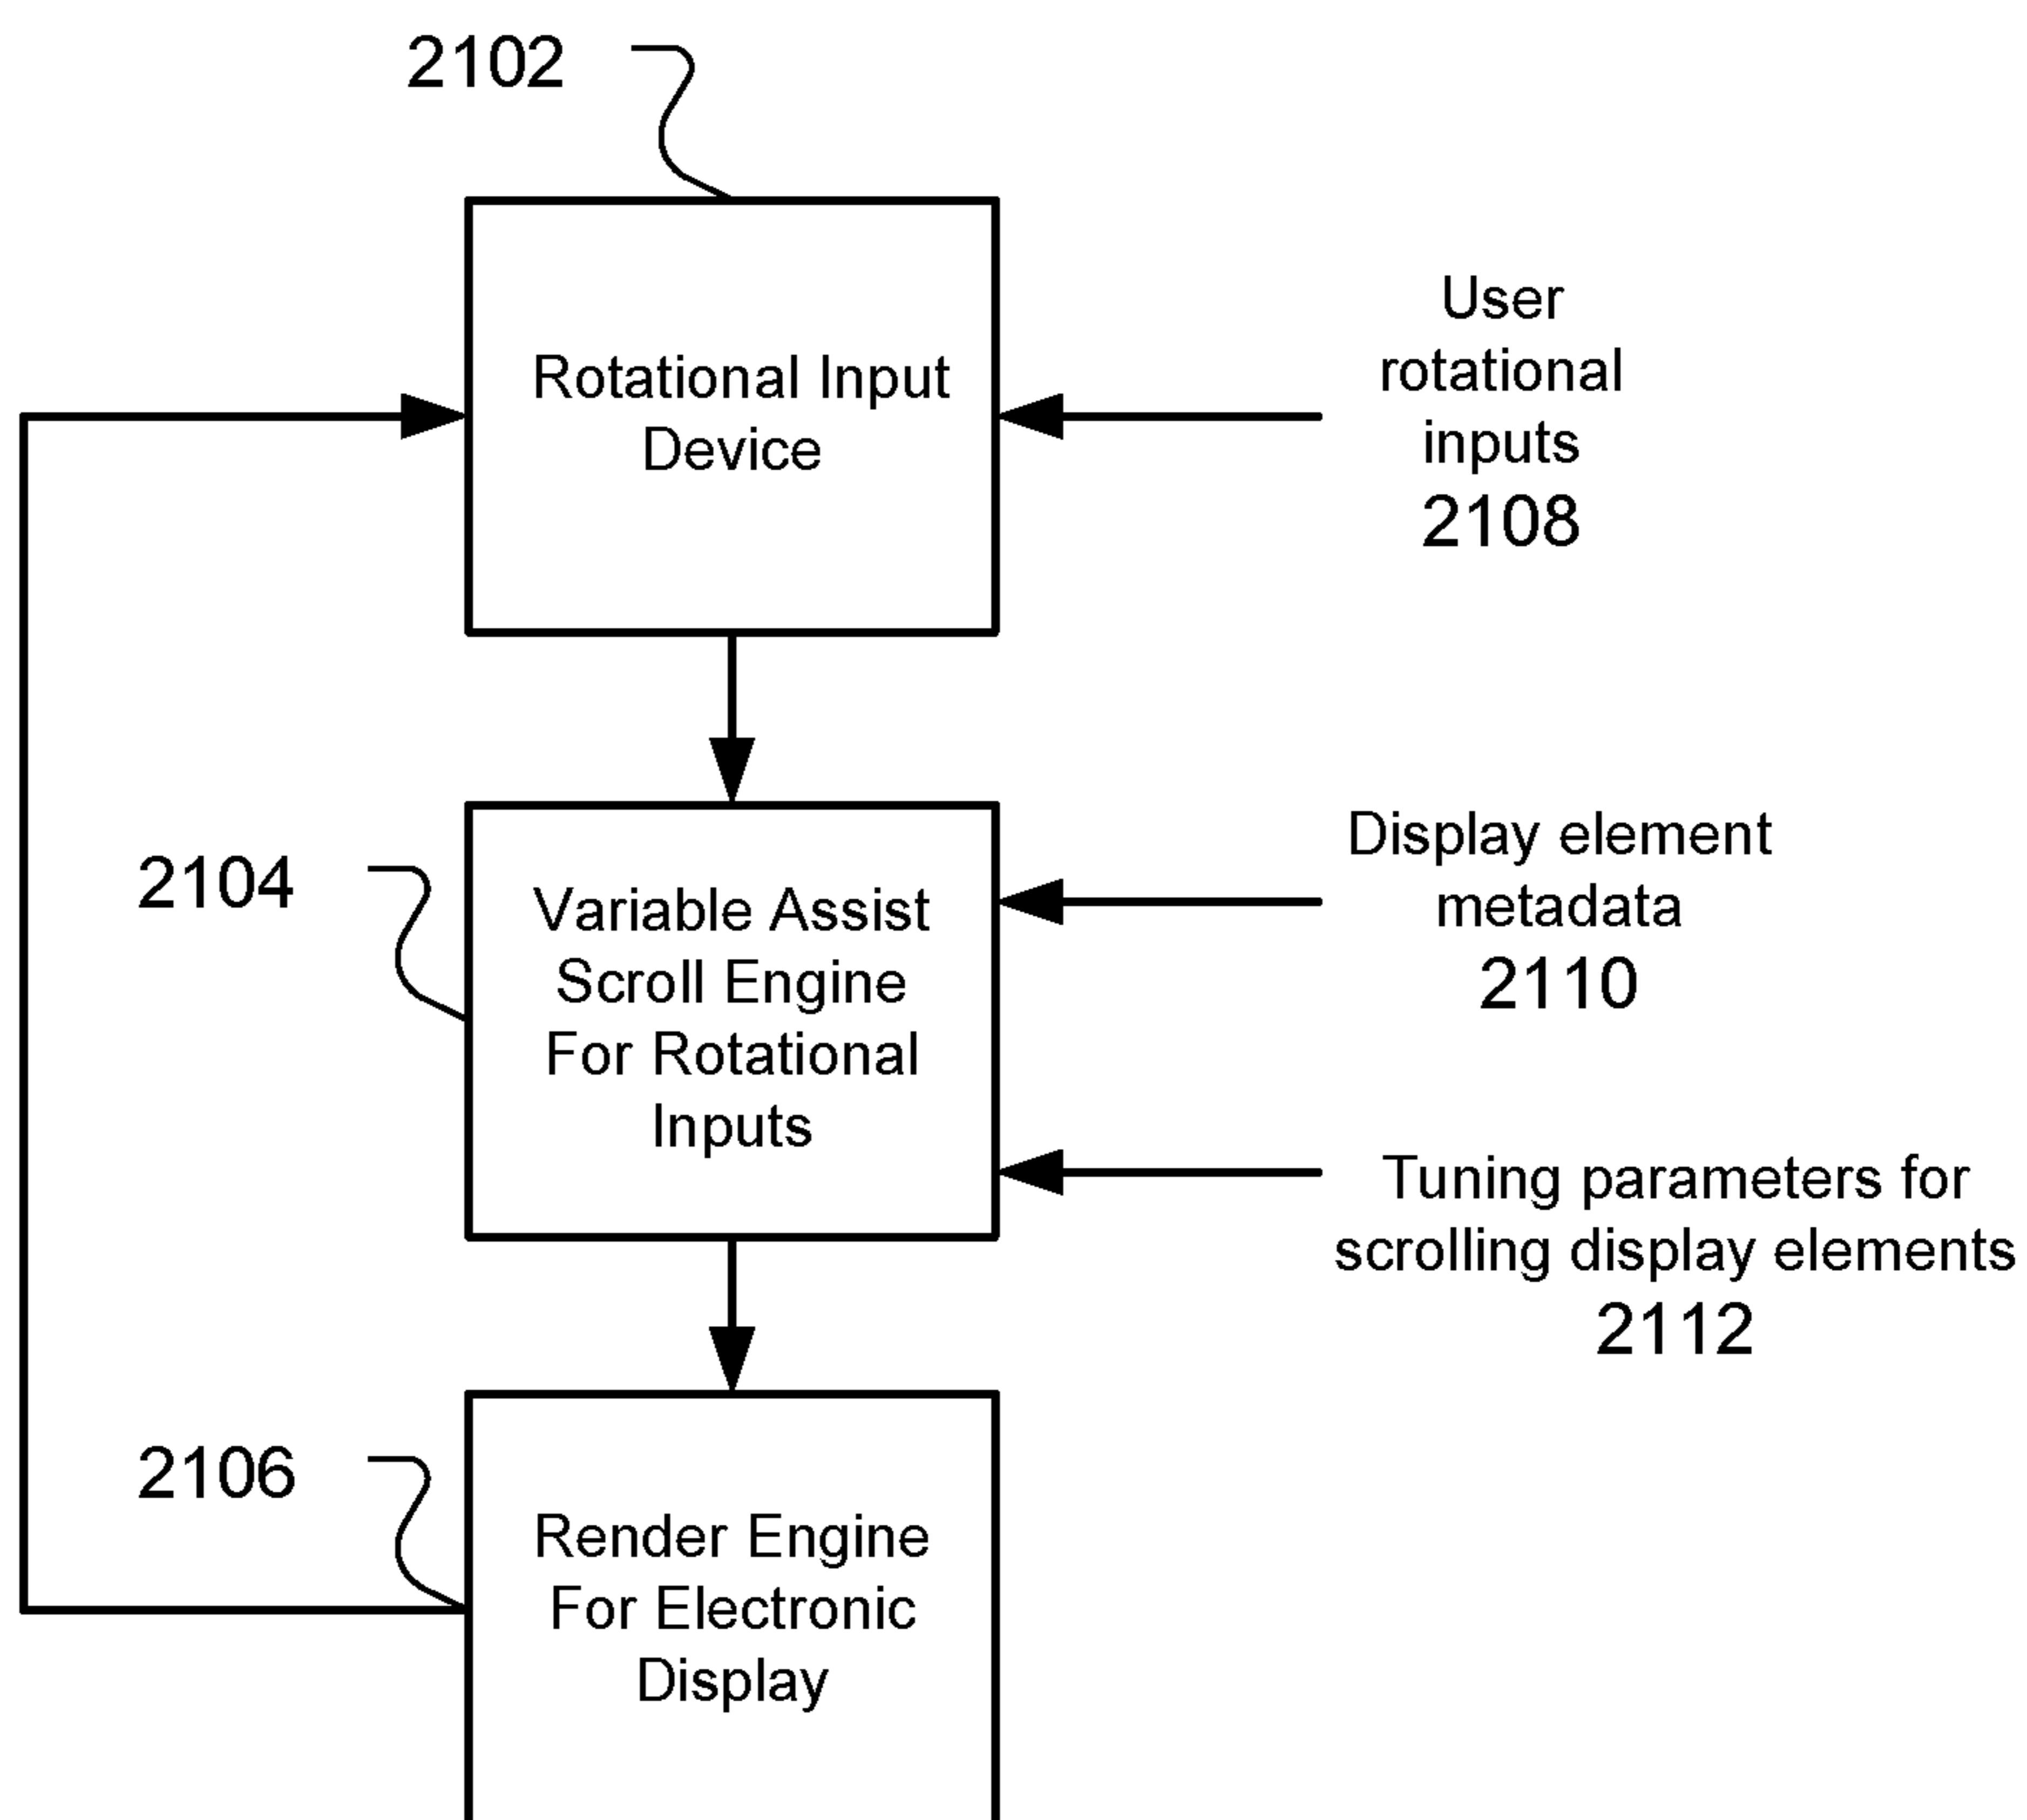 2102
Rotational Input
Device
User
rotational
inputs
2108
2104
Variable Assist
Scroll Engine
For Rotational
Inputs
Display element
metadata
2110
Tuning parameters for
scrolling display elements
2112
2106
Render Engine
For Electronic
Display